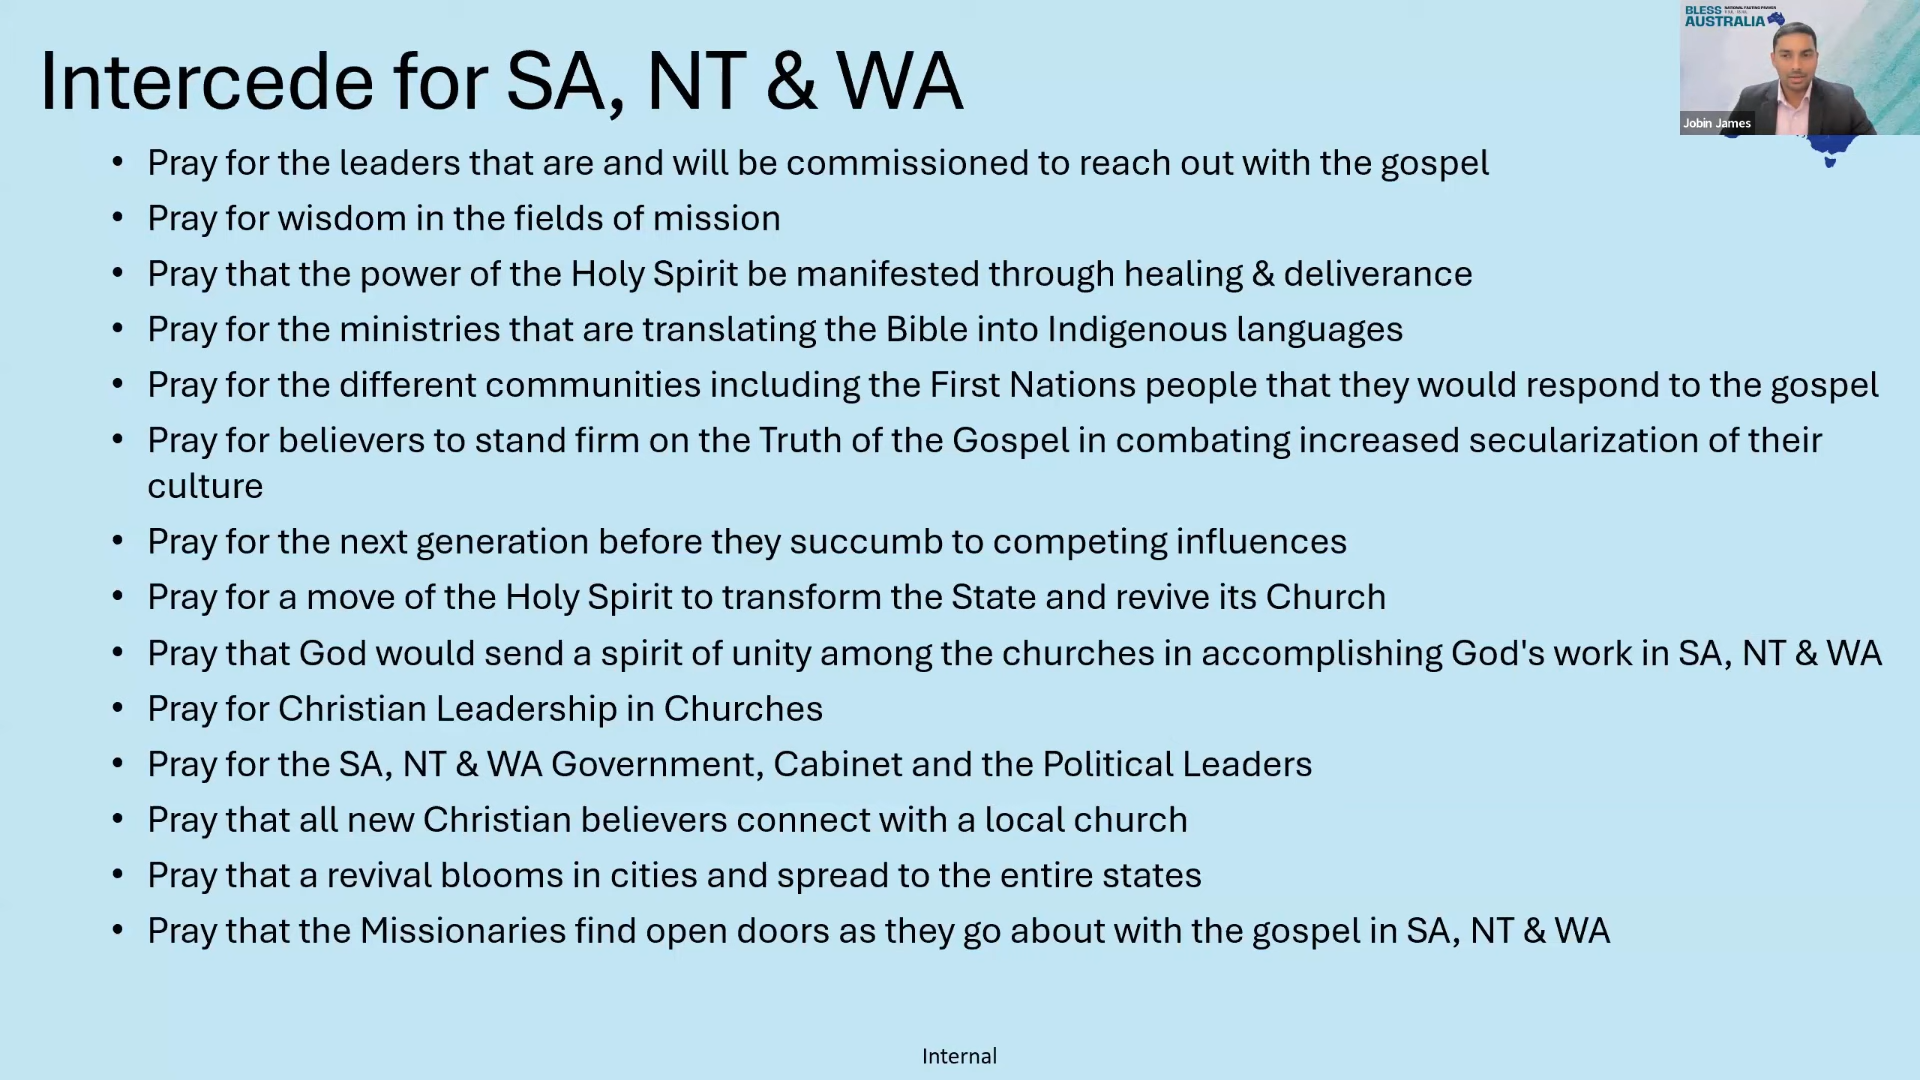 Intercede for SA, NT & WA
BLESS
AUSTRALIA
Jobin James
• Pray for the leaders that are and will be commissioned to reach out with the gospel
• Pray for wisdom in the fields of mission
• Pray that the power of the Holy Spirit be manifested through healing & deliverance
• Pray for the ministries that are translating the Bible into Indigenous languages
• Pray for the different communities including the First Nations people that they would respond to the gospel
• Pray for believers to stand firm on the Truth of the Gospel in combating increased secularization of their
culture
• Pray for the next generation before they succumb to competing influences
• Pray for a move of the Holy Spirit to transform the State and revive its Church
• Pray that God would send a spirit of unity among the churches in accomplishing God's work in SA, NT & WA
• Pray for Christian Leadership in Churches
• Pray for the SA, NT & WA Government, Cabinet and the Political Leaders
• Pray that all new Christian believers connect with a local church
• Pray that a revival blooms in cities and spread to the entire states
• Pray that the Missionaries find open doors as they go about with the gospel in SA, NT & WA
Internal